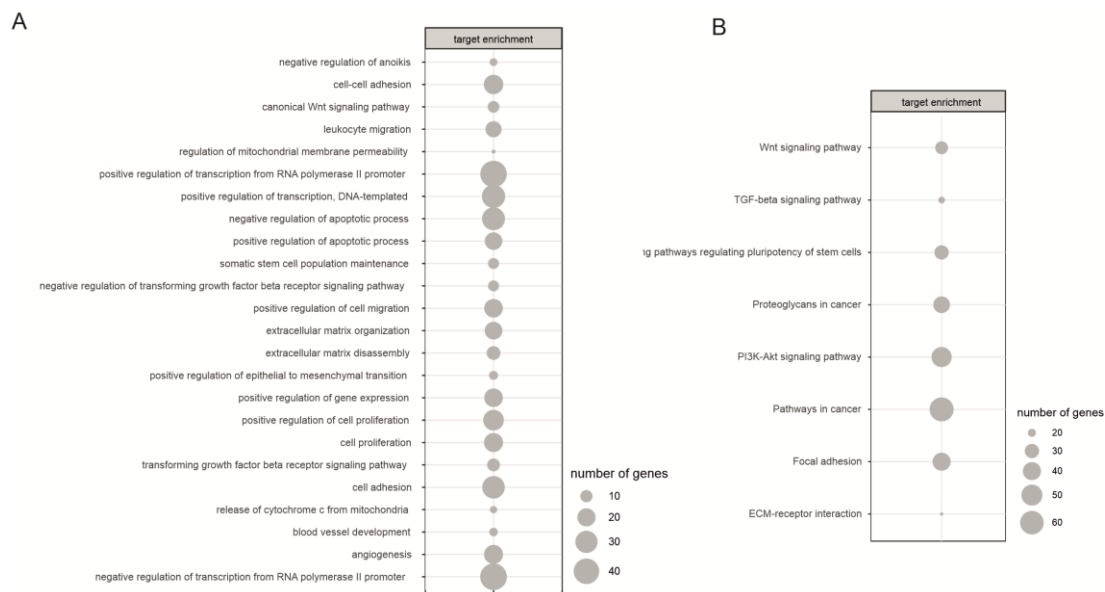 A
target enrichment
negative regulation of anoikis
cell-cell adhesion
canonical Wnt signaling pathway
leukocyte migration
regulation of mitochondrial membrane permeability
positive regulation of transcription from RNA polymerase II promoter
positive regulation of transcription, DNA-templated
negative regulation of apoptotic process
positive regulation of apoptotic process
somatic stem cell population maintenance
negative regulation of transforming growth factor beta receptor signaling pathway
positive regulation of cell migration
extracellular matrix organization
extracellular matrix disassembly
positive regulation of epithelial to mesenchymal transition
positive regulation of gene expression
positive regulation of cell proliferation
cell proliferation
transforming growth factor beta receptor signaling pathway
cell adhesion
release of cytochrome c from mitochondria
blood vessel development
angiogenesis
negative regulation of transcription from RNA polymerase II promoter
number of genes
10
20
30
40
B
target enrichment
Wnt signaling pathway
TGF-beta signaling pathway
pathways regulating pluripotency of stem cells
Proteoglycans in cancer
PI3K-Akt signaling pathway
Pathways in cancer
Focal adhesion
ECM-receptor interaction
number of genes
20
30
40
50
60